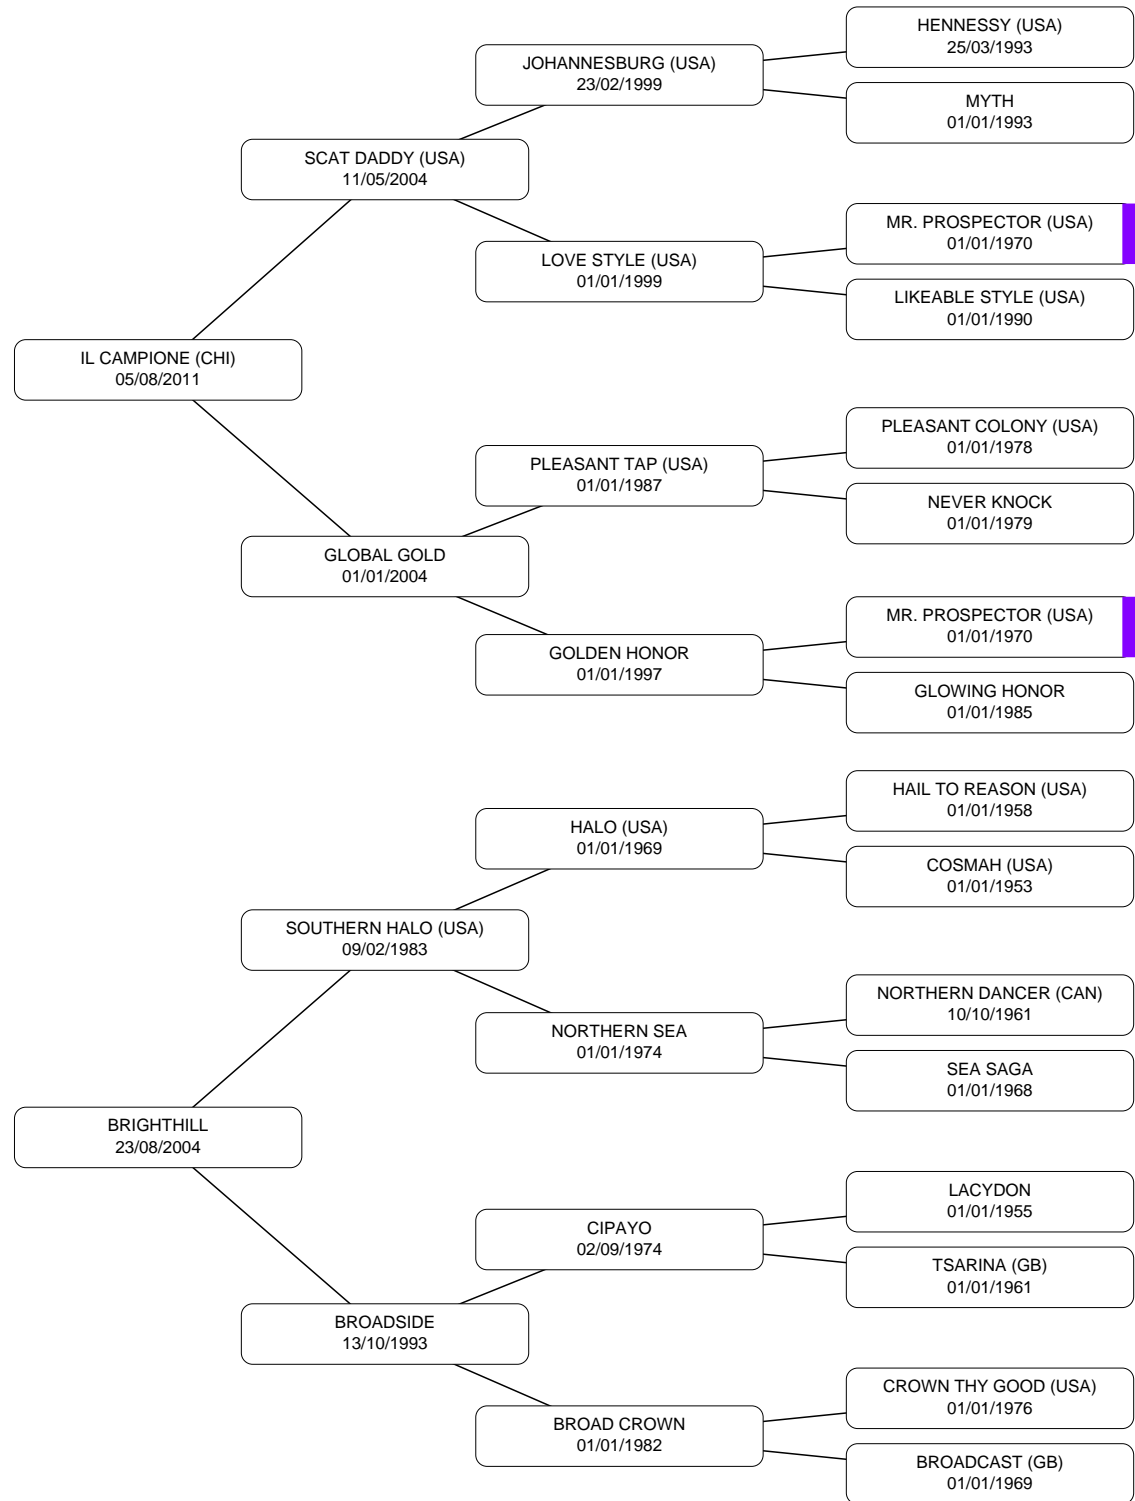 HENNESSY (USA)
25/03/1993
JOHANNESBURG (USA)
23/02/1999
MYTH
01/01/1993
SCAT DADDY (USA)
11/05/2004
MR. PROSPECTOR (USA)
01/01/1970
LOVE STYLE (USA)
01/01/1999
LIKEABLE STYLE (USA)
01/01/1990
IL CAMPIONE (CHI)
05/08/2011
PLEASANT COLONY (USA)
01/01/1978
PLEASANT TAP (USA)
01/01/1987
NEVER KNOCK
01/01/1979
GLOBAL GOLD
01/01/2004
MR. PROSPECTOR (USA)
01/01/1970
GOLDEN HONOR
01/01/1997
GLOWING HONOR
01/01/1985
HAIL TO REASON (USA)
01/01/1958
HALO (USA)
01/01/1969
COSMAH (USA)
01/01/1953
SOUTHERN HALO (USA)
09/02/1983
NORTHERN DANCER (CAN)
10/10/1961
NORTHERN SEA
01/01/1974
SEA SAGA
01/01/1968
BRIGHTHILL
23/08/2004
LACYDON
01/01/1955
CIPAYO
02/09/1974
TSARINA (GB)
01/01/1961
BROADSIDE
13/10/1993
CROWN THY GOOD (USA)
01/01/1976
BROAD CROWN
01/01/1982
BROADCAST (GB)
01/01/1969